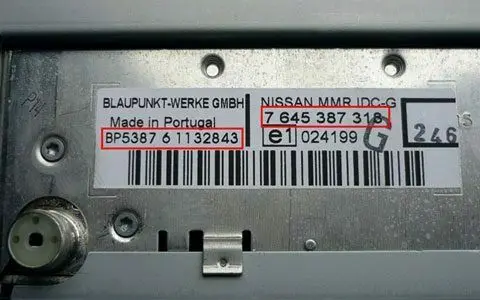 BLAUPUNKT-WERKE GMBH
Made in Portugal
BP5387 6 1132843
NISSAN MMR IDC-G
7 645 387 318
e1 024199
G
246